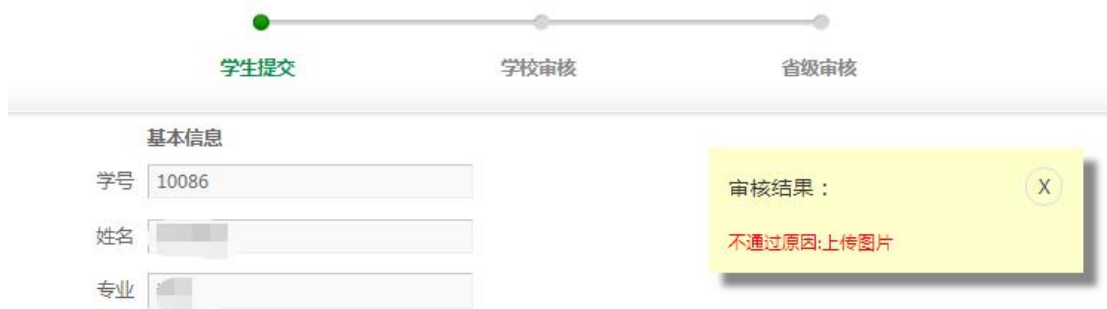 学生提交
学校审核
省级审核
基本信息
学号 10086
姓名
专业
审核结果：
X
不通过原因:上传图片